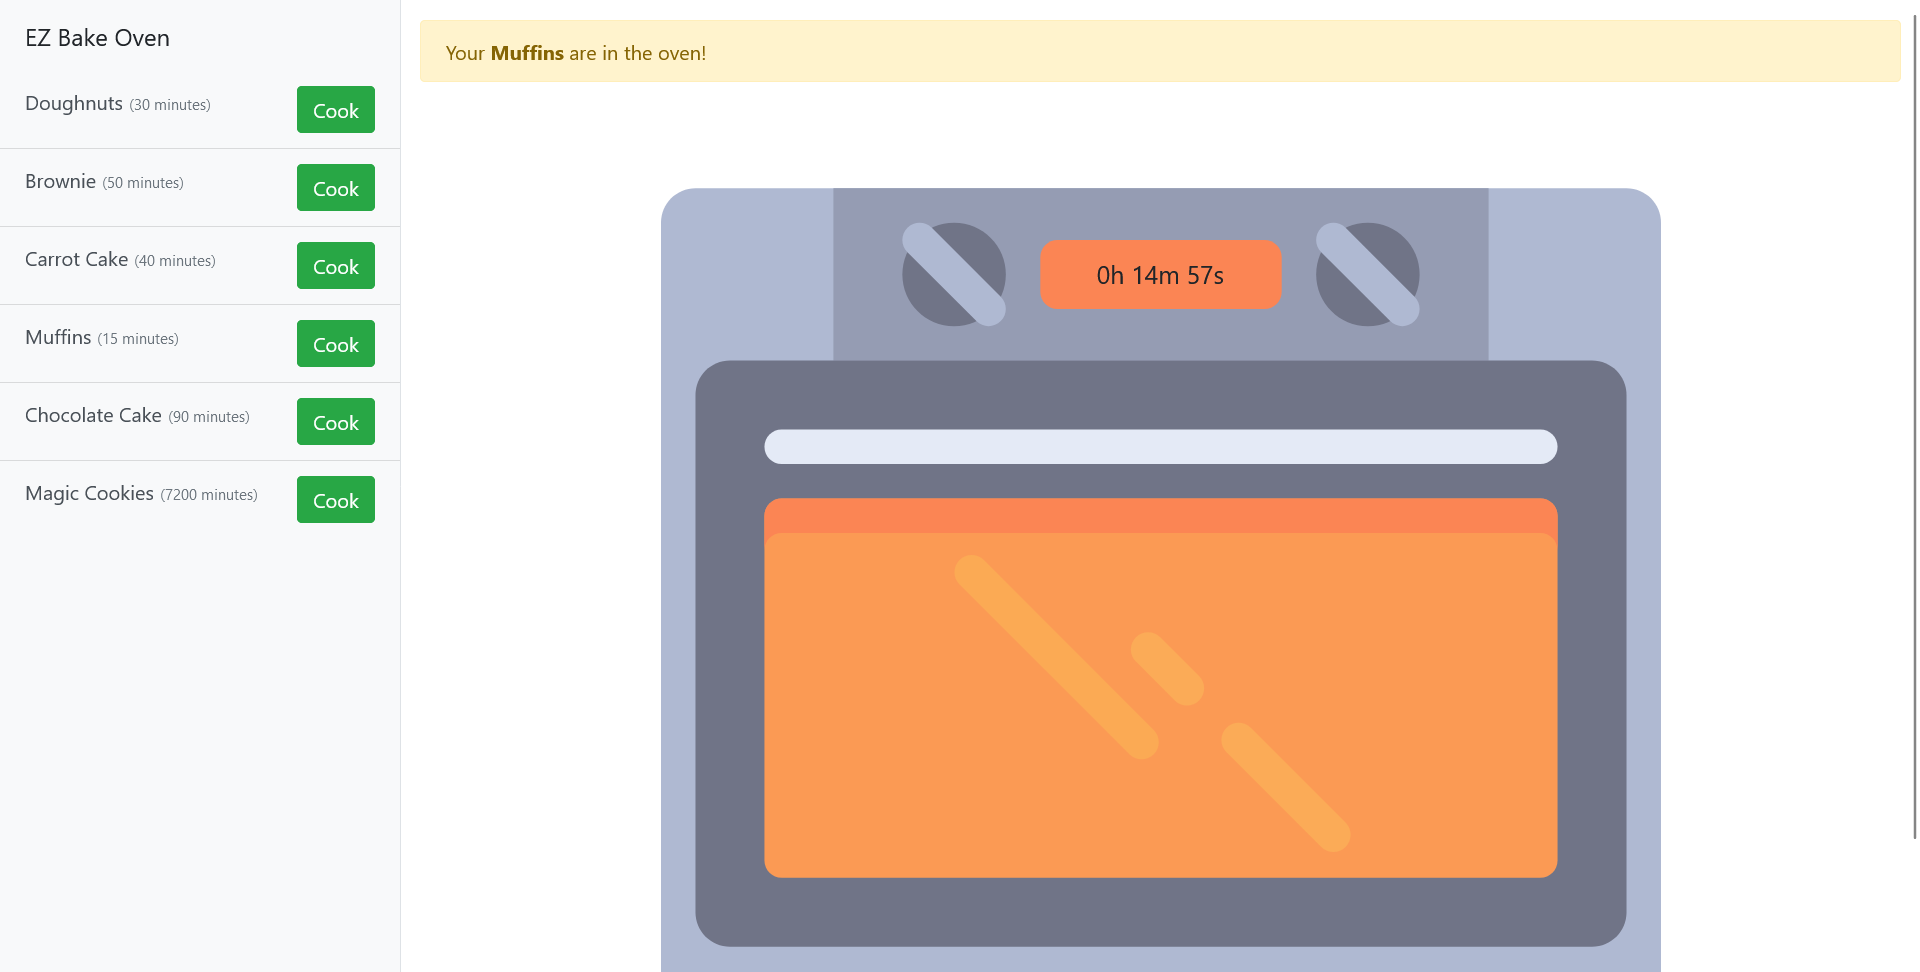 EZ Bake Oven
Doughnuts (30 minutes)
Cook
Brownie (50 minutes)
Cook
Carrot Cake (40 minutes)
Cook
Muffins (15 minutes)
Cook
Chocolate Cake (90 minutes)
Cook
Magic Cookies (7200 minutes)
Cook
Your Muffins are in the oven!
0h 14m 57s